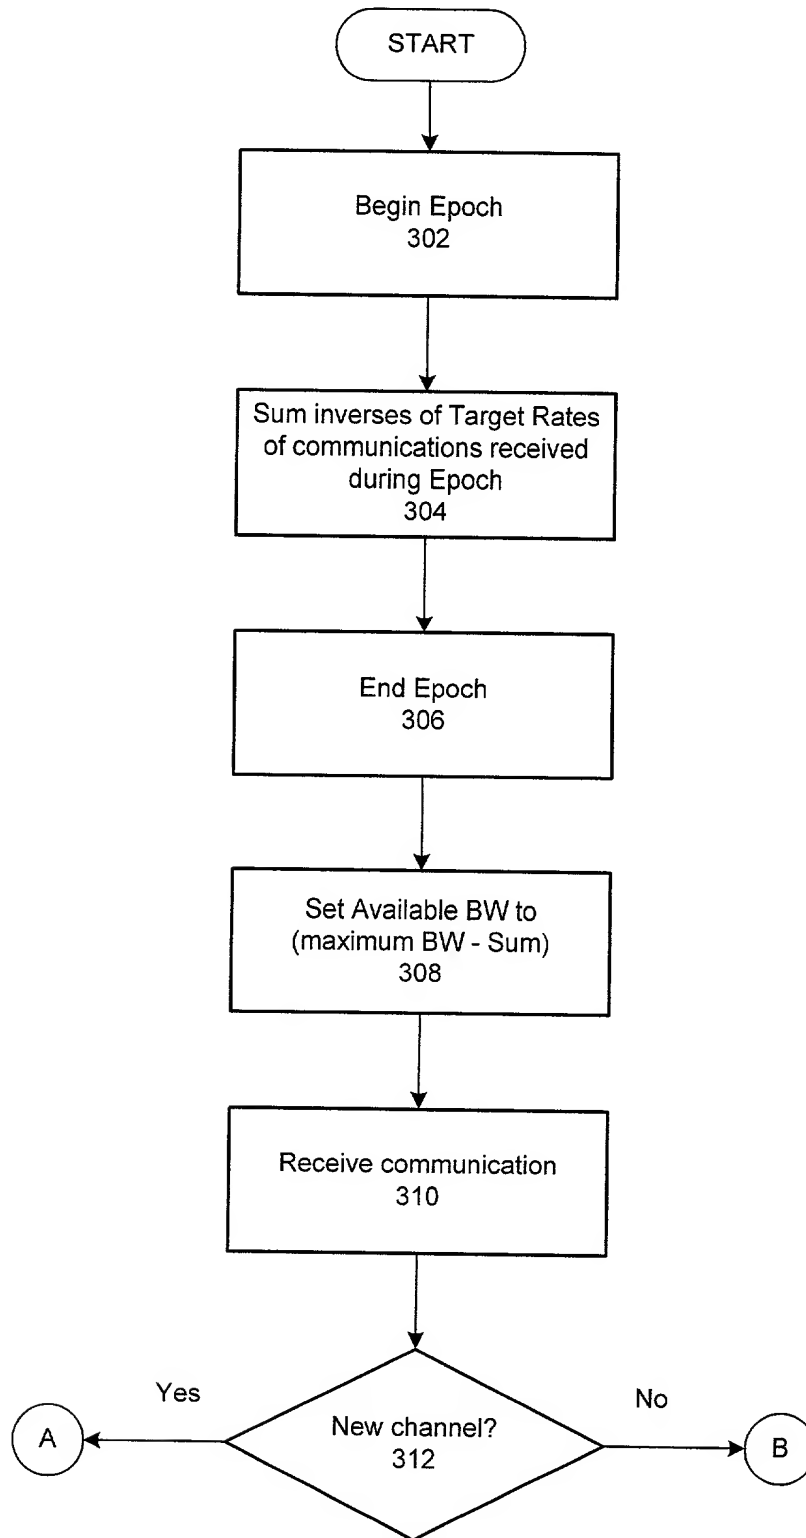 START
Begin Epoch
302
Sum inverses of Target Rates
of communications received
during Epoch
304
End Epoch
306
Set Available BW to
(maximum BW - Sum)
308
Receive communication
310
Yes
No
A
New channel?
312
B